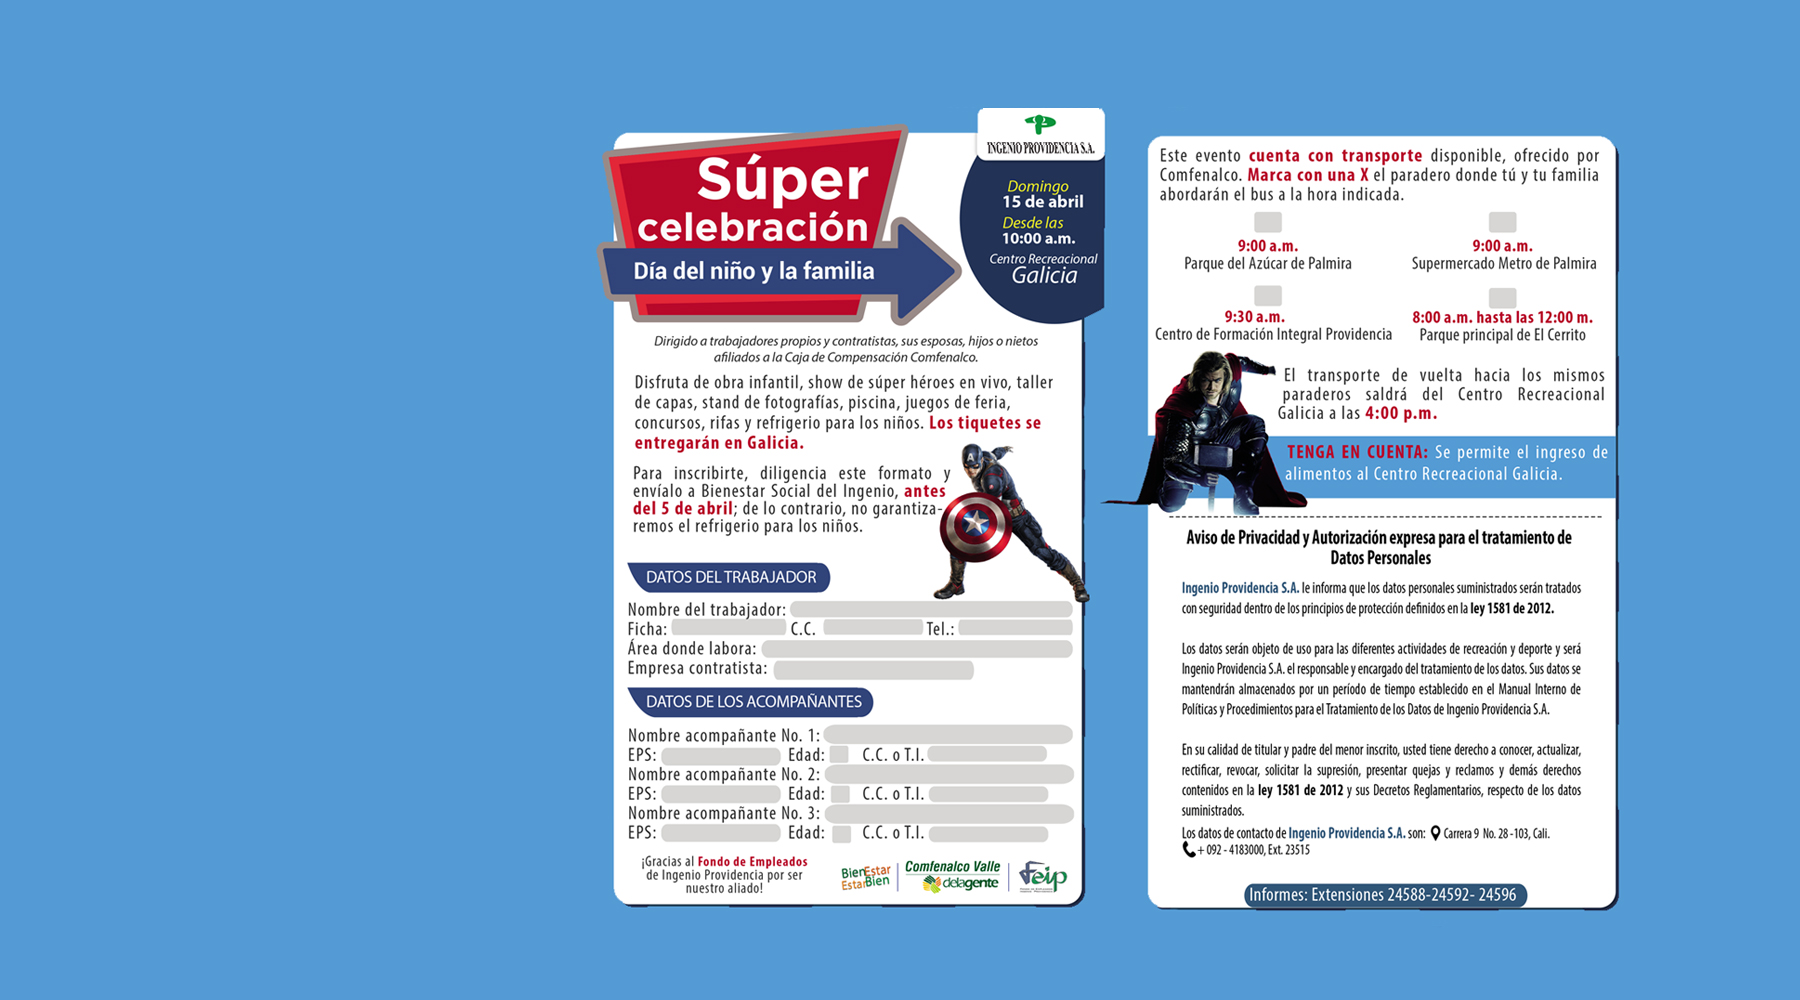 Súper
celebración
Día del niño y la familia
INGENIO PROVIDENCIA S.A.
Domingo
15 de abril
Desde las
10:00 a.m.
Centro Recreacional
Galicia
Dirigido a trabajadores propios y contratistas, sus esposas, hijos o nietos
afiliados a la Caja de Compensación Comfenalco.
Disfruta de obra infantil, show de súper héroes en vivo, taller
de capas, stand de fotografías, piscina, juegos de feria,
concursos, rifas y refrigerio para los niños. Los tiquetes se
entregarán en Galicia.
Para inscribirte, diligencia este formato y
envíalo a Bienestar Social del Ingenio, antes
del 5 de abril; de lo contrario, no garantiza-
remos el refrigerio para los niños.
A
DATOS DEL TRABAJADOR
Nombre del trabajador:
Ficha: C.C. Tel.:
Área donde labora:
Empresa contratista:
DATOS DE LOS ACOMPAÑANTES
Nombre acompañante No. 1:
EPS: Edad: C.C. o T.I.
Nombre acompañante No. 2:
EPS: Edad: C.C. o T.I.
Nombre acompañante No. 3:
EPS: Edad: C.C. o T.I.
¡Gracias al Fondo de Empleados
de Ingenio Providencia por ser
nuestro aliado!
BienEstar
EstarBien
Comfenalco Valle
delagente
Feip
Este evento cuenta con transporte disponible, ofrecido por
Comfenalco. Marca con una X el paradero donde tú y tu familia
abordarán el bus a la hora indicada.
9:00 a.m.
Parque del Azúcar de Palmira
9:00 a.m.
Supermercado Metro de Palmira
9:30 a.m.
Centro de Formación Integral Providencia
8:00 a.m. hasta las 12:00 m.
Parque principal de El Cerrito
El transporte de vuelta hacia los mismos
paraderos saldrá del Centro Recreacional
Galicia a las 4:00 p.m.
TENGA EN CUENTA: Se permite el ingreso de
alimentos al Centro Recreacional Galicia.
Aviso de Privacidad y Autorización expresa para el tratamiento de
Datos Personales
Ingenio Providencia S.A. le informa que los datos personales suministrados serán tratados
con seguridad dentro de los principios de protección definidos en la ley 1581 de 2012.
Los datos serán objeto de uso para las diferentes actividades de recreación y deporte y será
Ingenio Providencia S.A. el responsable y encargado del tratamiento de los datos. Sus datos se
mantendrán almacenados por un período de tiempo establecido en el Manual Interno de
Políticas y Procedimientos para el Tratamiento de los Datos de Ingenio Providencia S.A.
En su calidad de titular y padre del menor inscrito, usted tiene derecho a conocer, actualizar,
rectificar, revocar, solicitar la supresión, presentar quejas y reclamos y demás derechos
contenidos en la ley 1581 de 2012 y sus Decretos Reglamentarios, respecto de los datos
suministrados.
Los datos de contacto de Ingenio Providencia S.A. son: Carrera 9 No. 28 -103, Cali.
+ 092 - 4183000, Ext. 23515
Informes: Extensiones 24588-24592- 24596